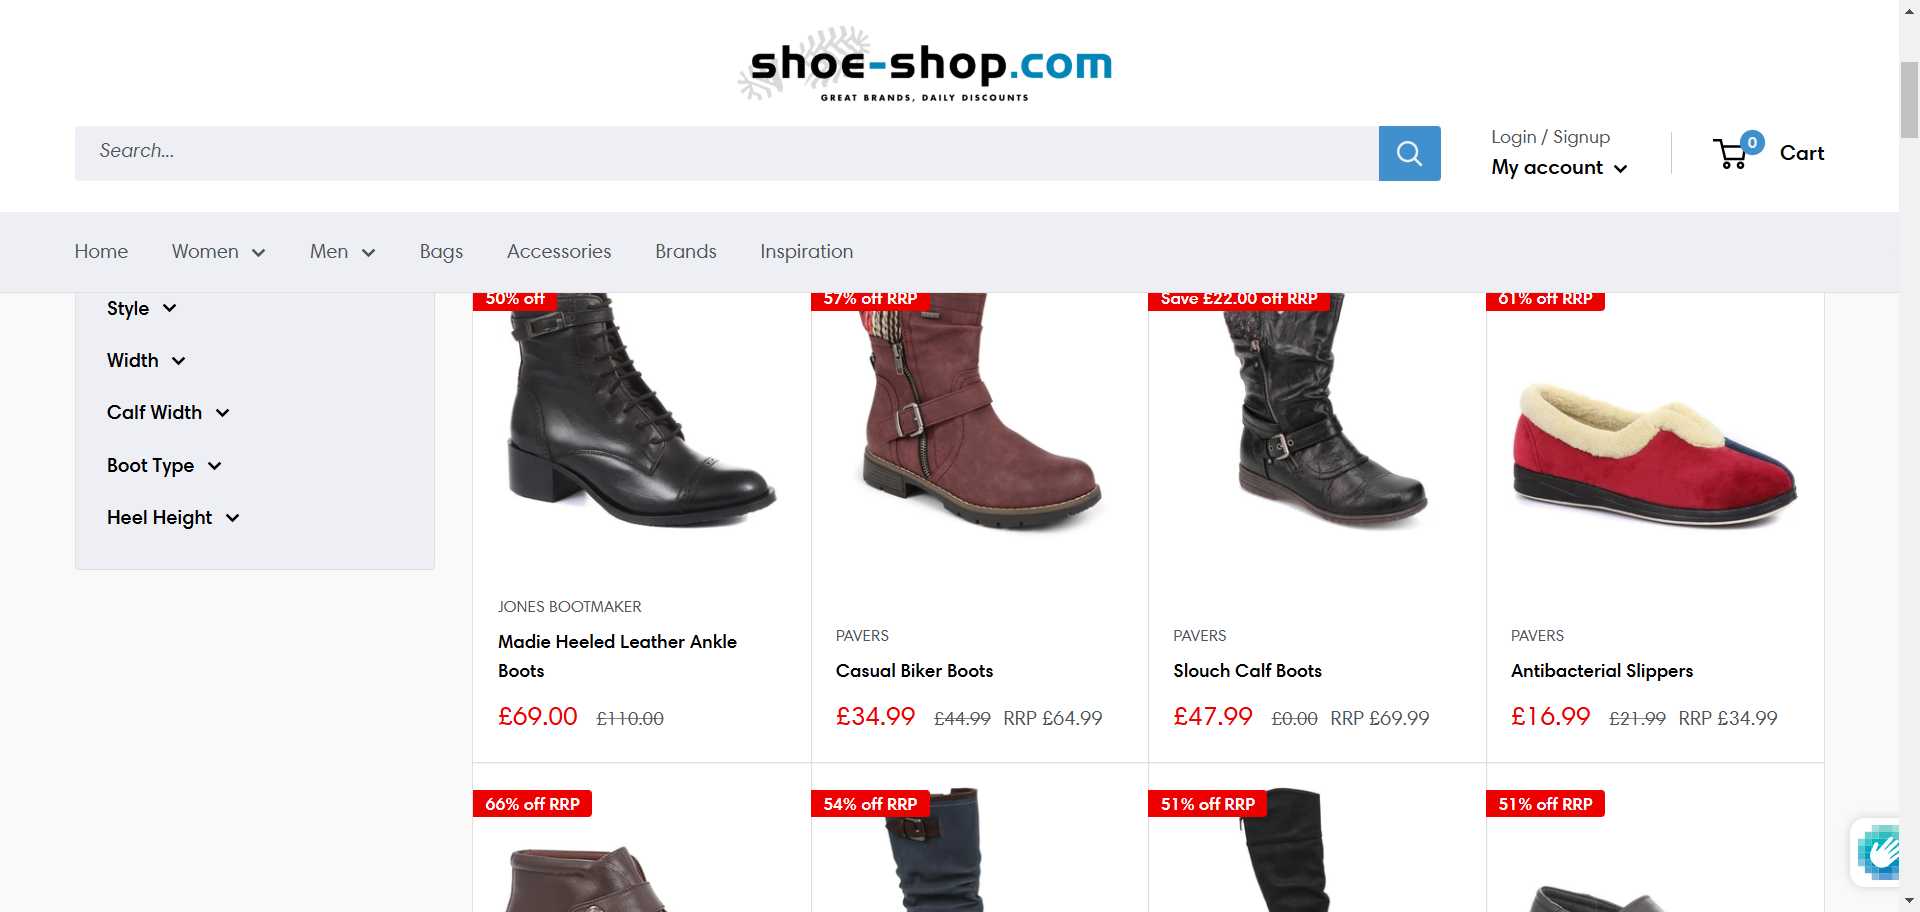 shoe-shop.com
GREAT BRANDS, DAILY DISCOUNTS
Search...
Login / Signup
My account
0
Cart
Home
Women
Men
Bags
Accessories
Brands
Inspiration
Style
Width
Calf Width
Boot Type
Heel Height
50% off
57% off RRP
Save £22.00 off RRP
61% off RRP
JONES BOOTMAKER
Madie Heeled Leather Ankle
Boots
£69.00 £110.00
PAVERS
Casual Biker Boots
£34.99 £44.99 RRP £64.99
PAVERS
Slouch Calf Boots
£47.99 £0.00 RRP £69.99
PAVERS
Antibacterial Slippers
£16.99 £21.99 RRP £34.99
66% off RRP
54% off RRP
51% off RRP
51% off RRP